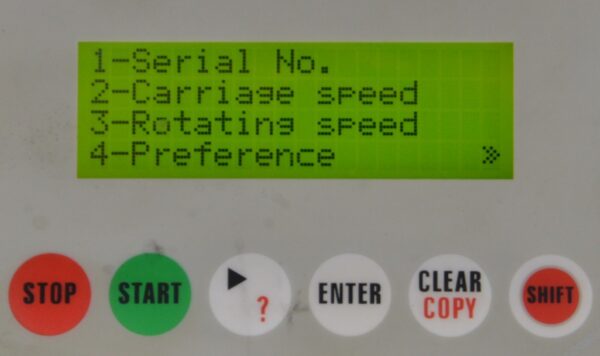 1-Serial No.
2-Carriage speed
3-Rotating speed
4-Preference »
STOP START ▶ ? ENTER CLEAR COPY SHIFT